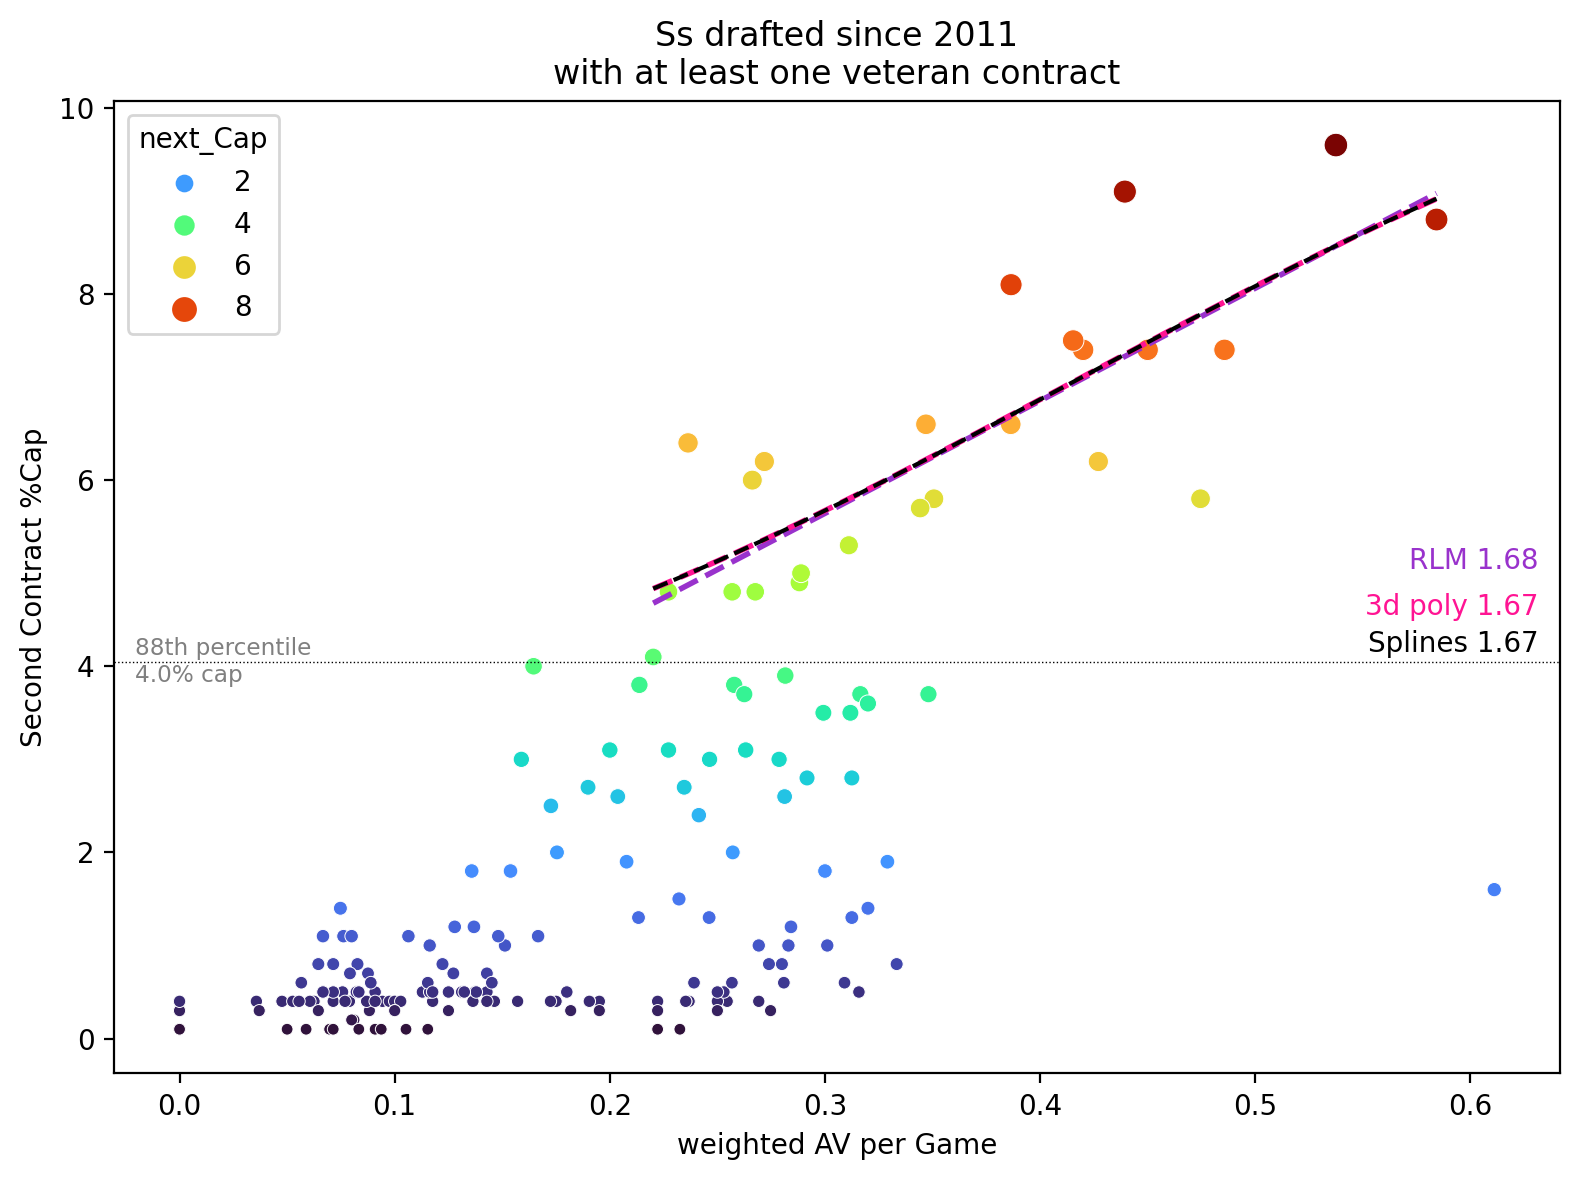 Ss drafted since 2011
with at least one veteran contract
next_Cap
2
4
6
8
10
8
6
4
2
0
Second Contract %Cap
88th percentile
4.0% cap
RLM 1.68
3d poly 1.67
Splines 1.67
0.0 0.1 0.2 0.3 0.4 0.5 0.6
weighted AV per Game